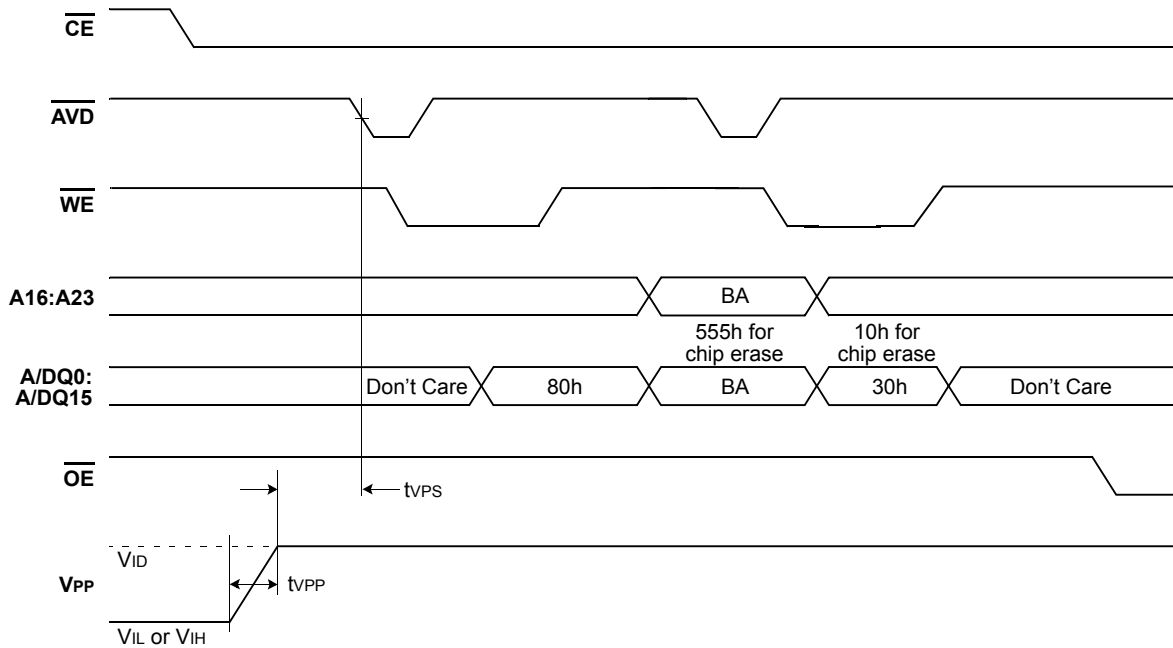 CE
AVD
WE
A16:A23
BA
555h for
chip erase
10h for
chip erase
A/DQ0:
A/DQ15
Don't Care
80h
BA
30h
Don't Care
OE
tVPS
VID
VPP
tVPP
VIL or VIH